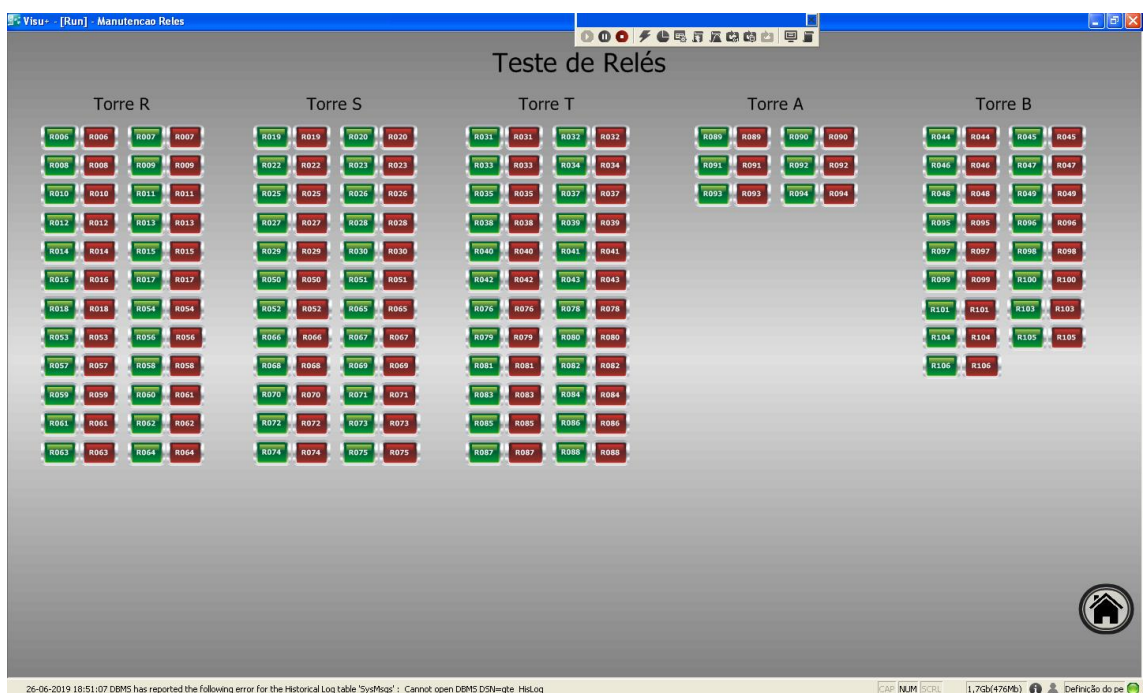 Visu+ - [Run] - Manutencao Reles
Teste de Relés
Torre R Torre S Torre T Torre A Torre B
R006 R006 R007 R007 R019 R019 R020 R020 R031 R031 R032 R032 R089 R089 R090 R090 R044 R044 R045 R045
R008 R008 R009 R009 R022 R022 R023 R023 R033 R033 R034 R034 R091 R091 R092 R092 R046 R046 R047 R047
R010 R010 R011 R011 R025 R025 R026 R026 R035 R035 R037 R037 R093 R093 R094 R094 R048 R048 R049 R049
R012 R012 R013 R013 R027 R027 R028 R028 R038 R038 R039 R039 R095 R095 R096 R096
R014 R014 R015 R015 R029 R029 R030 R030 R040 R040 R041 R041 R097 R097 R098 R098
R016 R016 R017 R017 R050 R050 R051 R051 R042 R042 R043 R043 R099 R099 R100 R100
R018 R018 R054 R054 R052 R052 R065 R065 R076 R076 R078 R078 R101 R101 R103 R103
R053 R053 R056 R056 R066 R066 R067 R067 R079 R079 R080 R080 R104 R104 R105 R105
R057 R057 R058 R058 R068 R068 R069 R069 R081 R081 R082 R082 R106 R106
R059 R059 R060 R061 R070 R070 R071 R071 R083 R083 R084 R084
R061 R061 R062 R062 R072 R072 R073 R073 R085 R085 R086 R086
R063 R063 R064 R064 R074 R074 R075 R075 R087 R087 R088 R088
26-06-2019 18:51:07 DBMS has reported the following error for the Historical Log table 'SysMsgs' : Cannot open DBMS DSN=gte_HisLog CAP NUM SCRL 1,7Gb(476Mb) Definição do pe